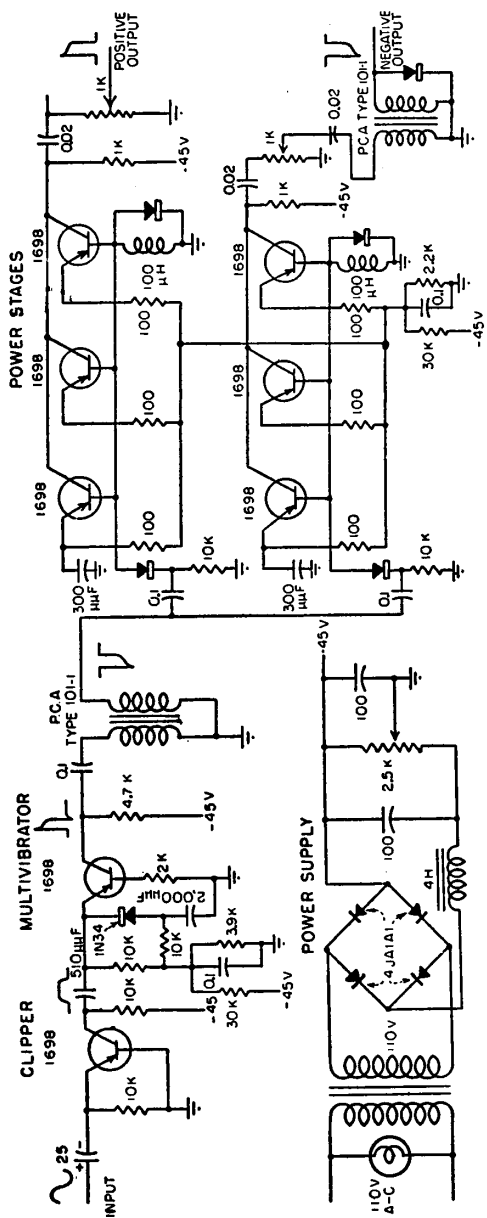 CLIPPER
1698
MULTIVIBRATOR
1698
POWER STAGES
25
+ -
INPUT
10K
510µµF
10K
-45
10K
1N34
10K
2K
2,000µµF
0.1
3.9K
30K
-45V
4.7K
-45V
0.1
P.C.A
TYPE 101-1
300
µµF
0.1
10K
1698
1698
1698
100
100
100
100
µH
0.02
1K
-45V
1K
POSITIVE
OUTPUT
300
µµF
0.1
10K
1698
1698
1698
100
100
100
100
µH
0.02
1K
-45V
1K
0.02
P.C.A TYPE 101-1
NEGATIVE
OUTPUT
30K
0.1
2.2K
-45V
POWER SUPPLY
110V
A-C
110V
4JA1A1
4H
100
2.5K
100
-45V